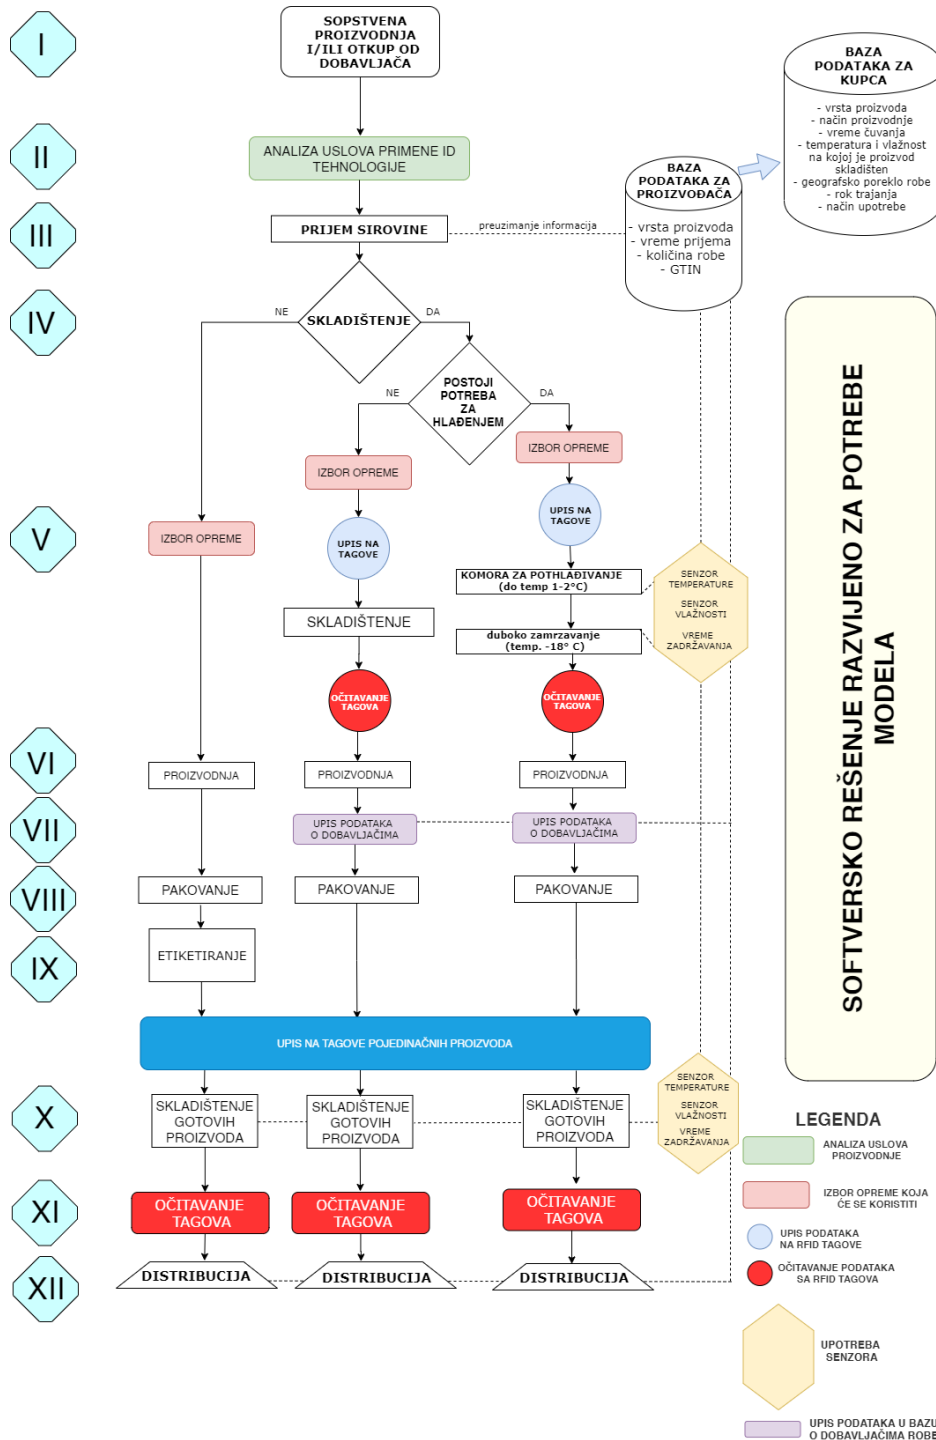 I
SOPSTVENA
PROIZVODNJA
I/ILI OTKUP OD
DOBAVLJAČA
BAZA
PODATAKA ZA
KUPCA
- vrsta proizvoda
- način proizvodnje
- vreme čuvanja
- temperatura i vlažnost
na kojoj je proizvod
skladišten
- geografsko poreklo robe
- rok trajanja
- način upotrebe
II
ANALIZA USLOVA PRIMENE ID
TEHNOLOGIJE
BAZA
PODATAKA ZA
PROIZVOĐAČA
- vrsta proizvoda
- vreme prijema
- količina robe
- GTIN
III
PRIJEM SIROVINE
preuzimanje informacija
IV
NE
SKLADIŠTENJE
DA
NE
POSTOJI
POTREBA
ZA
HLAĐENJEM
DA
IZBOR OPREME
IZBOR OPREME
V
IZBOR OPREME
UPIS NA
TAGOVE
UPIS NA
TAGOVE
KOMORA ZA POTHLAĐIVANJE
(do temp 1-2°C)
SENZOR
TEMPERATURE
SENZOR
VLAŽNOSTI
VREME
ZADRŽAVANJA
SKLADIŠTENJE
duboko zamrzavanje
(temp. -18° C)
OČITAVANJE
TAGOVA
OČITAVANJE
TAGOVA
VI
PROIZVODNJA
PROIZVODNJA
PROIZVODNJA
VII
UPIS PODATAKA
O DOBAVLJAČIMA
UPIS PODATAKA
O DOBAVLJAČIMA
VIII
PAKOVANJE
PAKOVANJE
PAKOVANJE
IX
ETIKETIRANJE
UPIS NA TAGOVE POJEDINAČNIH PROIZVODA
X
SKLADIŠTENJE
GOTOVIH
PROIZVODA
SKLADIŠTENJE
GOTOVIH
PROIZVODA
SKLADIŠTENJE
GOTOVIH
PROIZVODA
SENZOR
TEMPERATURE
SENZOR
VLAŽNOSTI
VREME
ZADRŽAVANJA
XI
OČITAVANJE
TAGOVA
OČITAVANJE
TAGOVA
OČITAVANJE
TAGOVA
XII
DISTRIBUCIJA
DISTRIBUCIJA
DISTRIBUCIJA
SOFTVERSKO REŠENJE RAZVIJENO ZA POTREBE
MODELA
LEGENDA
ANALIZA USLOVA
PROIZVODNJE
IZBOR OPREME KOJA
ĆE SE KORISTITI
UPIS PODATAKA
NA RFID TAGOVE
OČITAVANJE PODATAKA
SA RFID TAGOVA
UPOTREBA
SENZORA
UPIS PODATAKA U BAZU
O DOBAVLJAČIMA ROBE